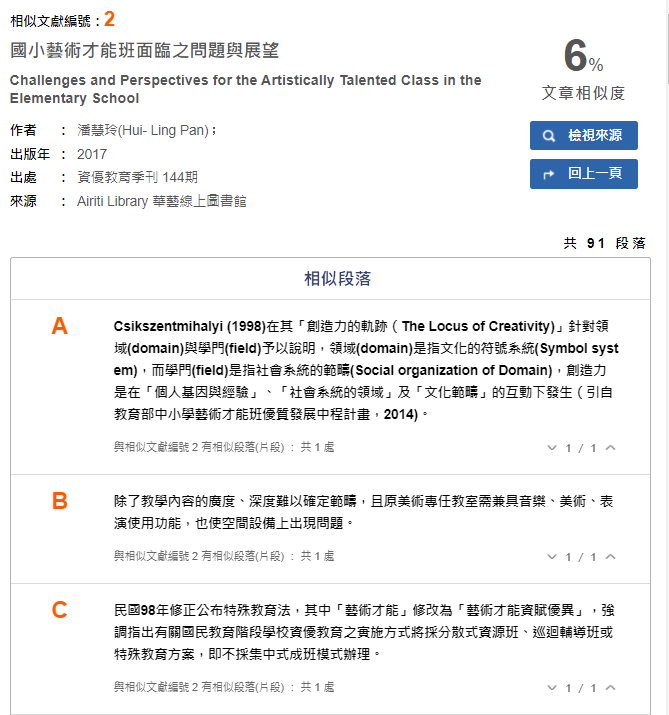 相似文獻編號：2
國小藝術才能班面臨之問題與展望
Challenges and Perspectives for the Artistically Talented Class in the
Elementary School
作者 ： 潘慧玲(Hui- Ling Pan)；
出版年 ： 2017
出處 ： 資優教育季刊 144期
來源 ： Airiti Library 華藝線上圖書館
6%
文章相似度
檢視來源
回上一頁
共 91 段落
相似段落
A
Csikszentmihalyi (1998)在其「創造力的軌跡（The Locus of Creativity)」針對領
域(domain)與學門(field)予以說明，領域(domain)是指文化的符號系統(Symbol syst
em)，而學門(field)是指社會系統的範疇(Social organization of Domain)，創造力
是在「個人基因與經驗」、「社會系統的領域」及「文化範疇」的互動下發生（引自
教育部中小學藝術才能班優質發展中程計畫，2014)。
與相似文獻編號 2 有相似段落(片段) ： 共 1 處
1 / 1
B
除了教學內容的廣度、深度難以確定範疇，且原美術專任教室需兼具音樂、美術、表
演使用功能，也使空間設備上出現問題。
與相似文獻編號 2 有相似段落(片段) ： 共 1 處
1 / 1
C
民國98年修正公布特殊教育法，其中「藝術才能」修改為「藝術才能資賦優異」，強
調指出有關國民教育階段學校資優教育之實施方式將採分散式資源班、巡迴輔導班或
特殊教育方案，即不採集中式成班模式辦理。
與相似文獻編號 2 有相似段落(片段) ： 共 1 處
1 / 1